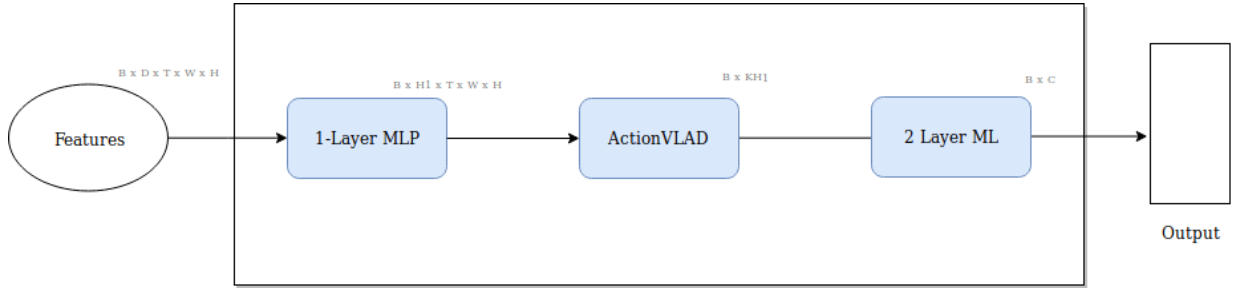 B x D x T x W x H
B x H1 x T x W x H
B x KH1
B x C
Features
1-Layer MLP
ActionVLAD
2 Layer ML
Output